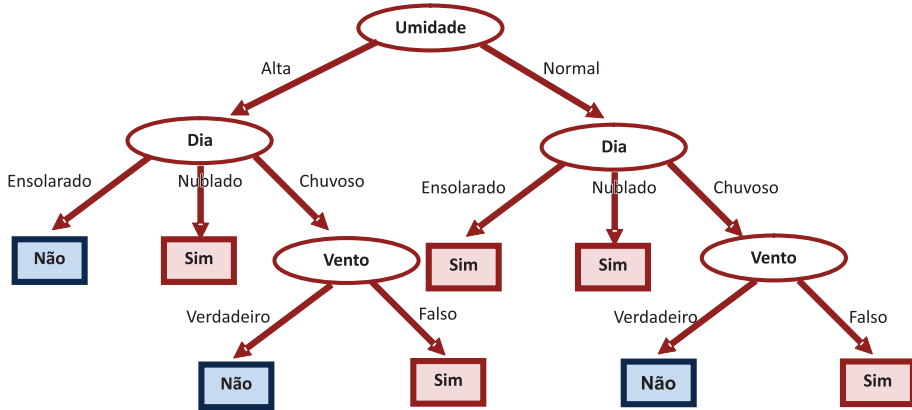 Umidade
Alta
Normal
Dia
Dia
Ensolarado
Nublado
Chuvoso
Ensolarado
Nublado
Chuvoso
Não
Sim
Vento
Sim
Sim
Vento
Verdadeiro
Falso
Verdadeiro
Falso
Não
Sim
Não
Sim